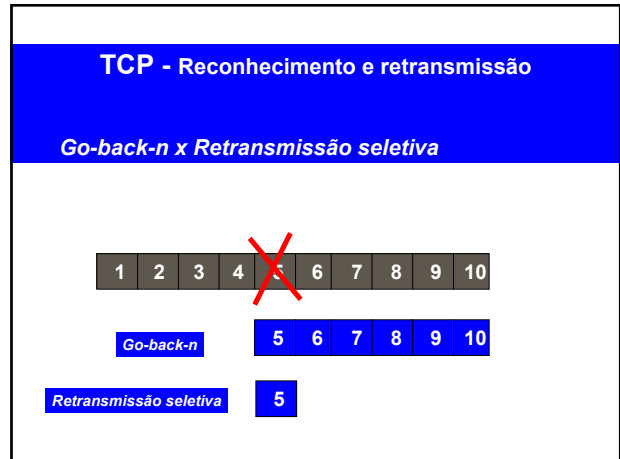 TCP - Reconhecimento e retransmissão
Go-back-n x Retransmissão seletiva
1 2 3 4 5 6 7 8 9 10
Go-back-n 5 6 7 8 9 10
Retransmissão seletiva 5